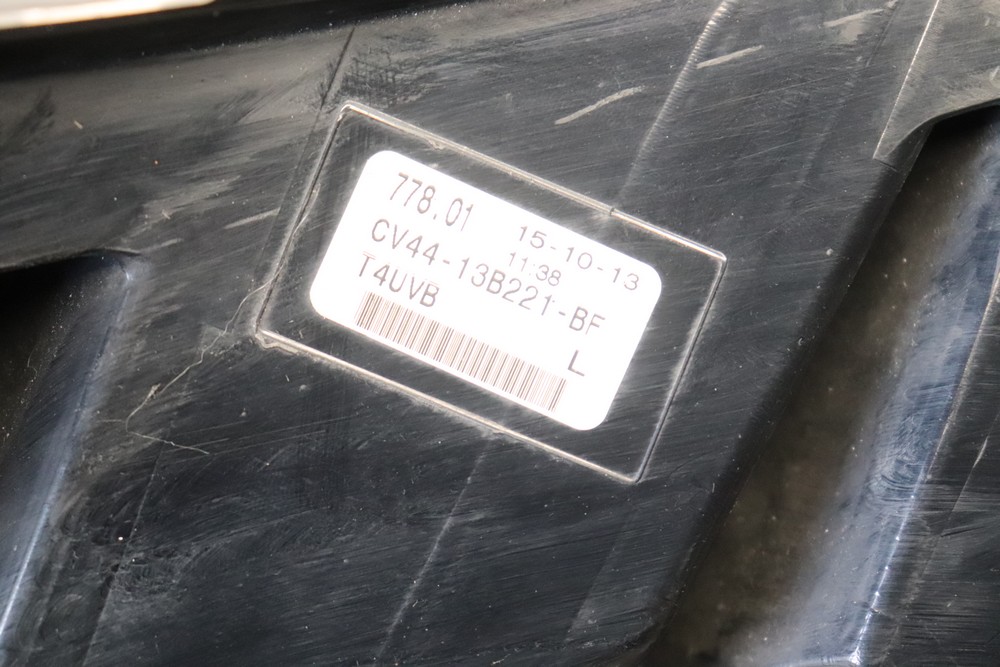 778.01 15-10-13
11:38
CV44-13B221-BF
T4UVB
L